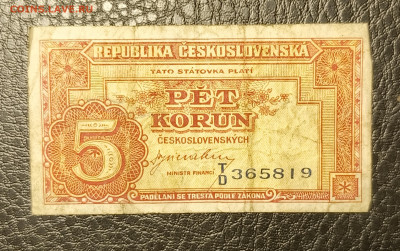 COINS.LAVE.RU
REPUBLIKA ČESKOSLOVENSKÁ
TATO STÁTOVKA PLATÍ
PĚT
KORUN
ČESKOSLOVENSKÝCH
5
MINISTR FINANCÍ
T/D 365819
PADĚLÁNÍ SE TRESTÁ PODLE ZÁKONA